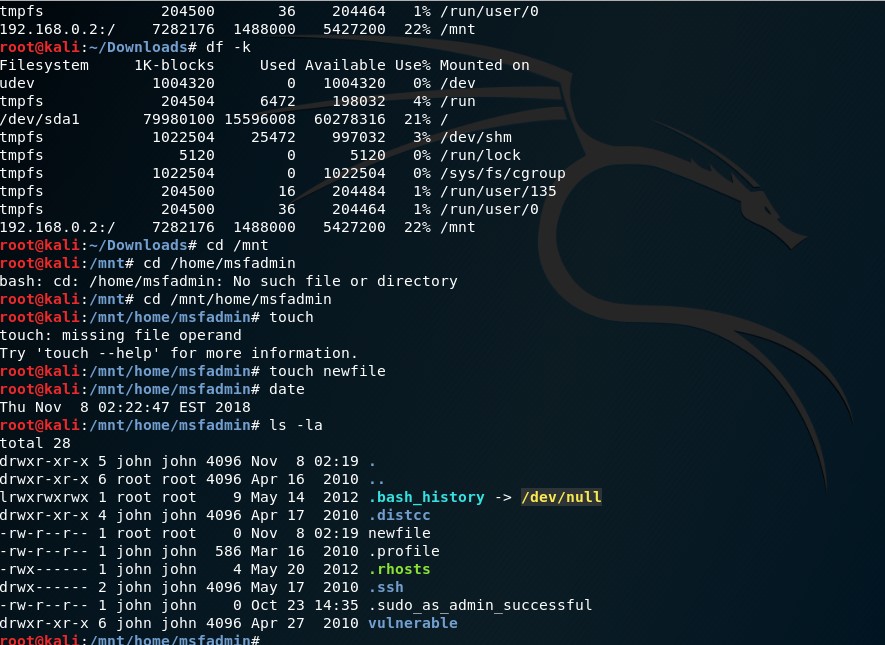 tmpfs              204500       36    204464   1% /run/user/0
192.168.0.2:/     7282176  1488000   5427200  22% /mnt
root@kali:~/Downloads# df -k
Filesystem     1K-blocks     Used Available Use% Mounted on
udev              1004320        0   1004320   0% /dev
tmpfs              204504     6472    198032   4% /run
/dev/sda1       79980100 15596008  60278316  21% /
tmpfs             1022504    25472    997032   3% /dev/shm
tmpfs                5120        0      5120   0% /run/lock
tmpfs             1022504        0   1022504   0% /sys/fs/cgroup
tmpfs              204500       16    204484   1% /run/user/135
tmpfs              204500       36    204464   1% /run/user/0
192.168.0.2:/     7282176  1488000   5427200  22% /mnt
root@kali:~/Downloads# cd /mnt
root@kali:/mnt# cd /home/msfadmin
bash: cd: /home/msfadmin: No such file or directory
root@kali:/mnt# cd /mnt/home/msfadmin
root@kali:/mnt/home/msfadmin# touch
touch: missing file operand
Try 'touch --help' for more information.
root@kali:/mnt/home/msfadmin# touch newfile
root@kali:/mnt/home/msfadmin# date
Thu Nov  8 02:22:47 EST 2018
root@kali:/mnt/home/msfadmin# ls -la
total 28
drwxr-xr-x 5 john john 4096 Nov  8 02:19 .
drwxr-xr-x 6 root root 4096 Apr 16  2010 ..
lrwxrwxrwx 1 root root    9 May 14  2012 .bash_history -> /dev/null
drwxr-xr-x 4 john john 4096 Apr 17  2010 .distcc
-rw-r--r-- 1 root root    0 Nov  8 02:19 newfile
-rw-r--r-- 1 john john  586 Mar 16  2010 .profile
-rwx------ 1 john john    4 May 20  2012 .rhosts
drwx------ 2 john john 4096 May 17  2010 .ssh
-rw-r--r-- 1 john john    0 Oct 23 14:35 .sudo_as_admin_successful
drwxr-xr-x 6 john john 4096 Apr 27  2010 vulnerable
root@kali:/mnt/home/msfadmin#